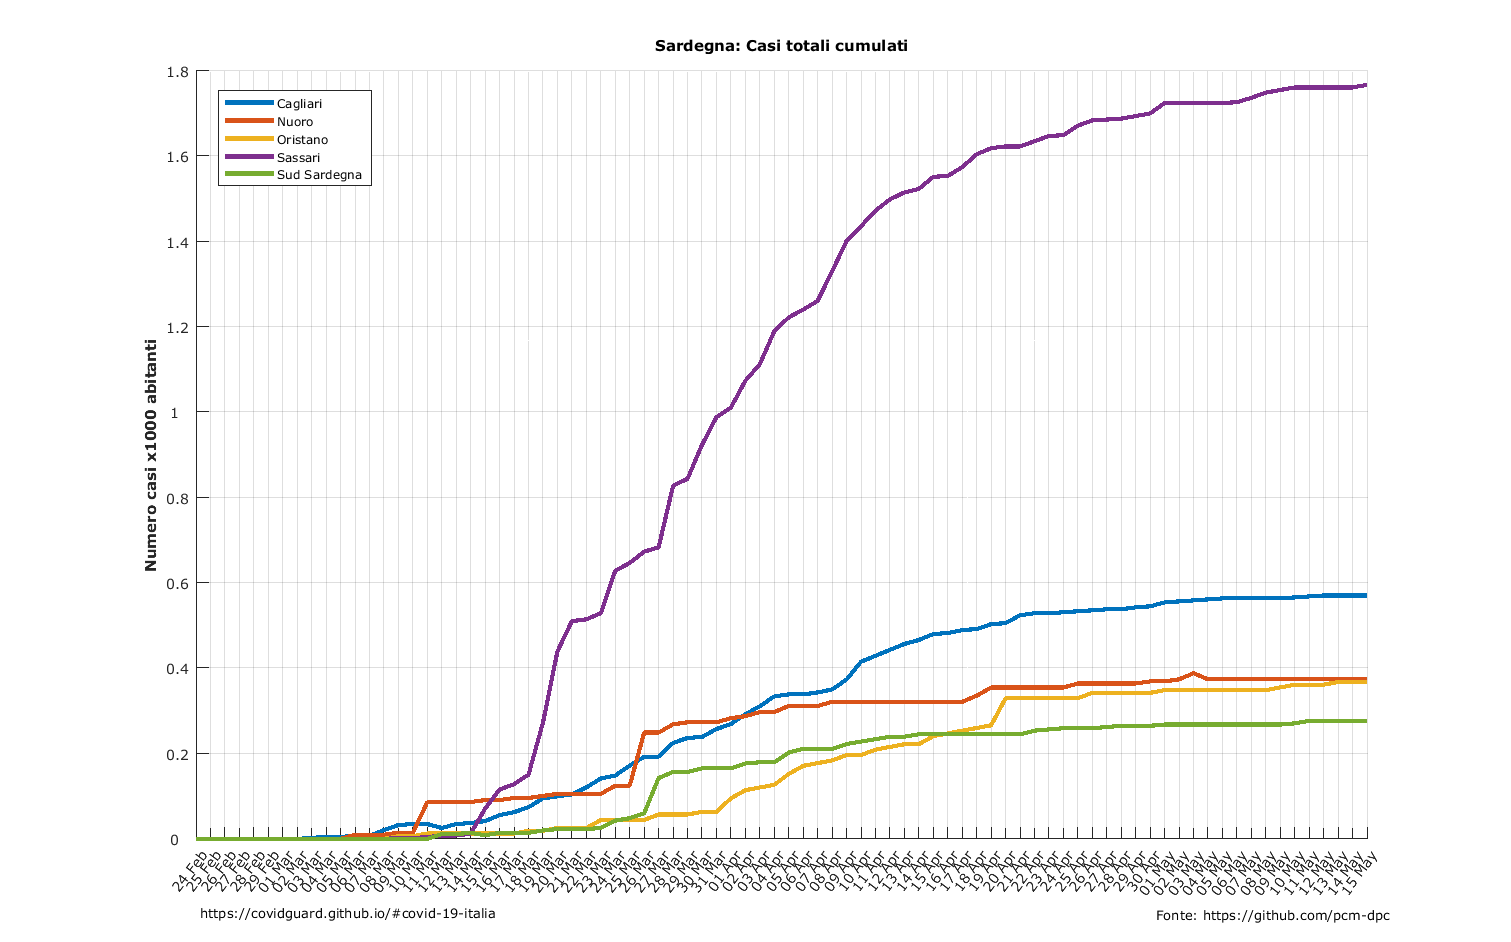 Sardegna: Casi totali cumulati
1.8
1.6
1.4
1.2
1
0.8
0.6
0.4
0.2
0
Numero casi x1000 abitanti
Cagliari
Nuoro
Oristano
Sassari
Sud Sardegna
24 Feb
25 Feb
26 Feb
27 Feb
28 Feb
29 Feb
01 Mar
02 Mar
03 Mar
04 Mar
05 Mar
06 Mar
07 Mar
08 Mar
09 Mar
10 Mar
11 Mar
12 Mar
13 Mar
14 Mar
15 Mar
16 Mar
17 Mar
18 Mar
19 Mar
20 Mar
21 Mar
22 Mar
23 Mar
24 Mar
25 Mar
26 Mar
27 Mar
28 Mar
29 Mar
30 Mar
31 Mar
01 Apr
02 Apr
03 Apr
04 Apr
05 Apr
06 Apr
07 Apr
08 Apr
09 Apr
10 Apr
11 Apr
12 Apr
13 Apr
14 Apr
15 Apr
16 Apr
17 Apr
18 Apr
19 Apr
20 Apr
21 Apr
22 Apr
23 Apr
24 Apr
25 Apr
26 Apr
27 Apr
28 Apr
29 Apr
30 Apr
01 May
02 May
03 May
04 May
05 May
06 May
07 May
08 May
09 May
10 May
11 May
12 May
13 May
14 May
15 May
https://covidguard.github.io/#covid-19-italia
Fonte: https://github.com/pcm-dpc